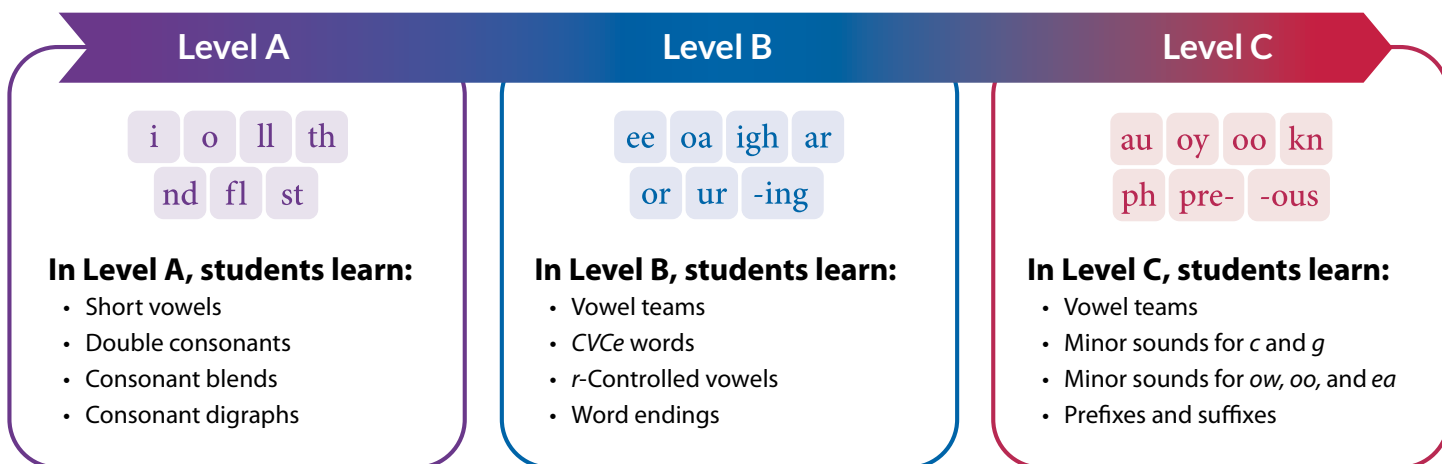 Level A
i o ll th
nd fl st
In Level A, students learn:
• Short vowels
• Double consonants
• Consonant blends
• Consonant digraphs
Level B
ee oa igh ar
or ur -ing
In Level B, students learn:
• Vowel teams
• CVCe words
• r-Controlled vowels
• Word endings
Level C
au oy oo kn
ph pre- -ous
In Level C, students learn:
• Vowel teams
• Minor sounds for c and g
• Minor sounds for ow, oo, and ea
• Prefixes and suffixes